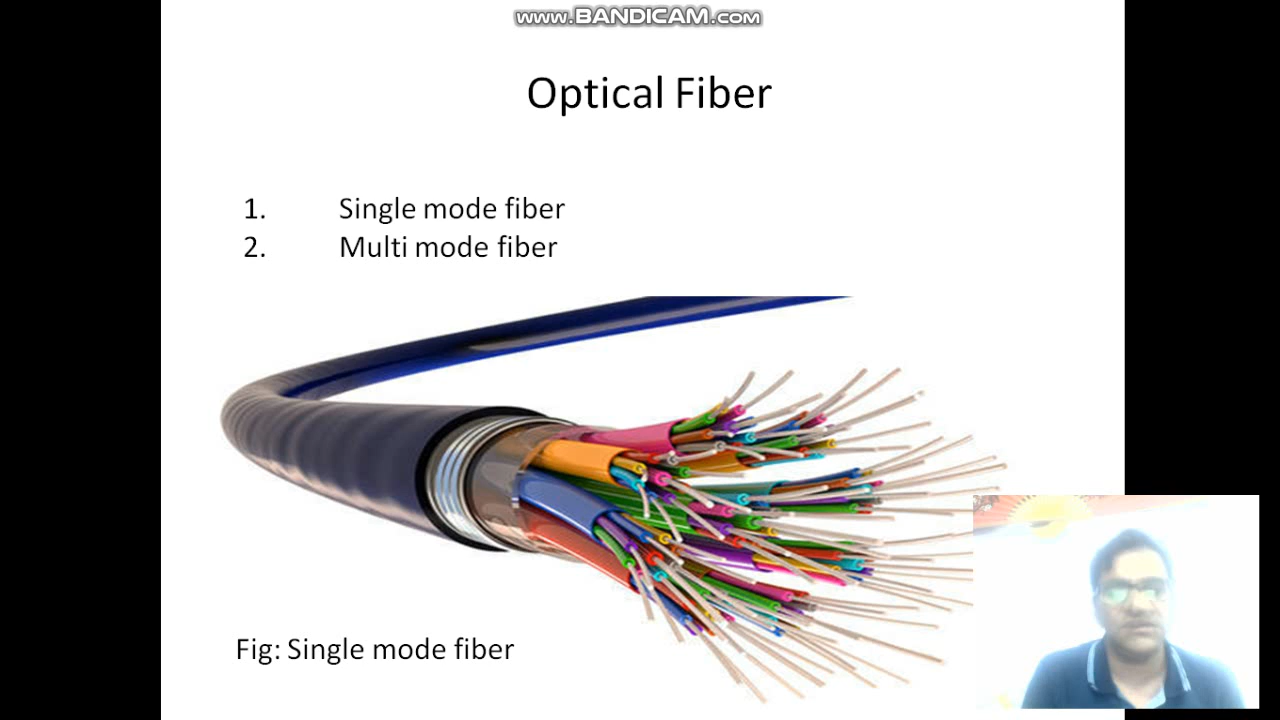 www.BANDICAM.com
Optical Fiber
1. Single mode fiber
2. Multi mode fiber
Fig: Single mode fiber